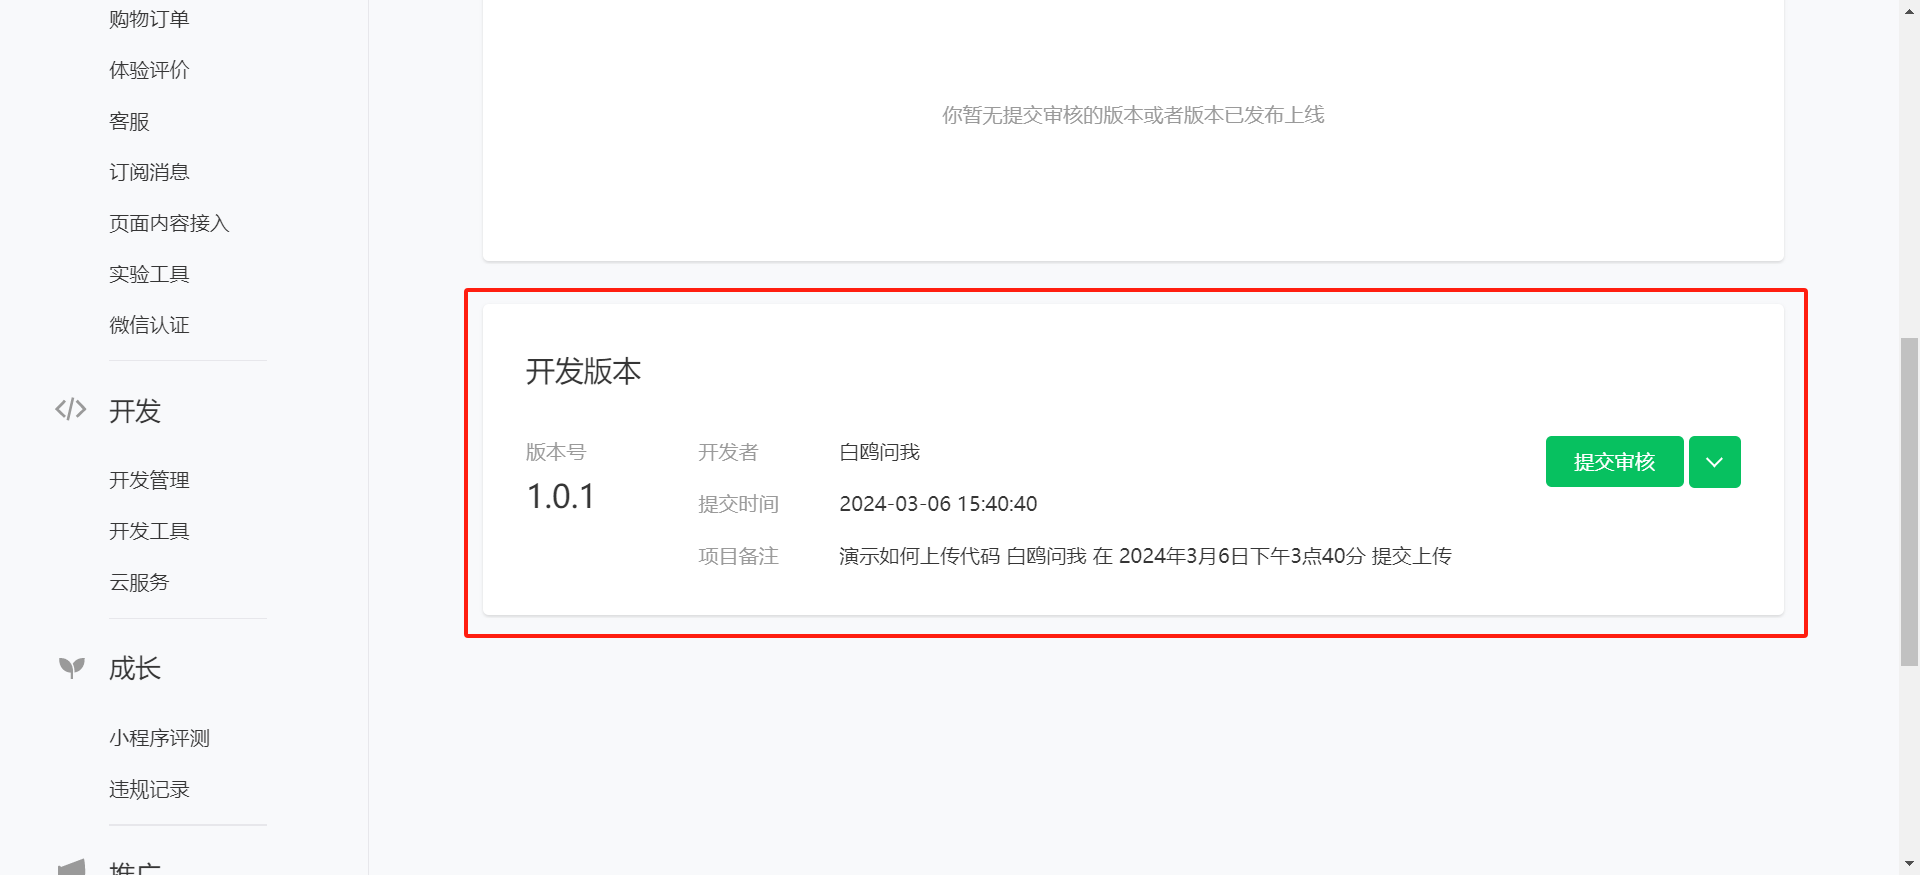 购物订单
体验评价
客服
订阅消息
页面内容接入
实验工具
微信认证
开发
开发管理
开发工具
云服务
成长
小程序评测
违规记录
推广
你暂无提交审核的版本或者版本已发布上线
开发版本
版本号
1.0.1
开发者 白鸥问我
提交时间 2024-03-06 15:40:40
项目备注 演示如何上传代码 白鸥问我 在 2024年3月6日下午3点40分 提交上传
提交审核